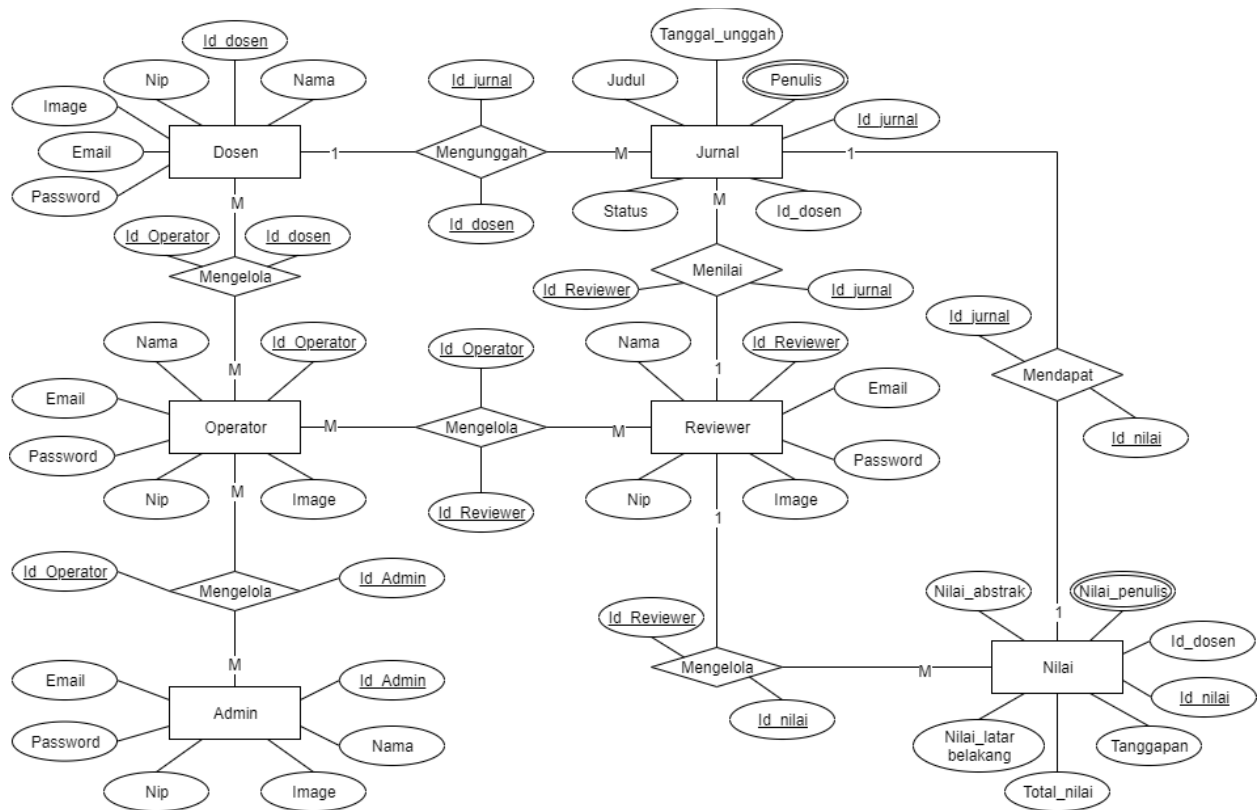 Tanggal_unggah
Id_dosen
Nip
Nama
Id_jurnal
Judul
Penulis
Image
Id_jurnal
Email
Dosen
1
Mengunggah
M
Jurnal
1
Password
M
Id_dosen
Status
M
Id_dosen
Id_Operator
Id_dosen
Mengelola
Menilai
Id_Reviewer
Id_jurnal
Id_jurnal
Nama
Id_Operator
Id_Operator
Nama
Id_Reviewer
M
1
Mendapat
Email
Email
Operator
M
Mengelola
M
Reviewer
Id_nilai
Password
Password
M
Nip
Image
Id_Reviewer
Nip
Image
1
Id_Operator
Mengelola
Id_Admin
Nilai_abstrak
Nilai_penulis
Id_Reviewer
1
Id_dosen
M
Mengelola
M
Nilai
Email
Id_Admin
Id_nilai
Admin
Id_nilai
Password
Nama
Nilai_latar
belakang
Tanggapan
Nip
Image
Total_nilai